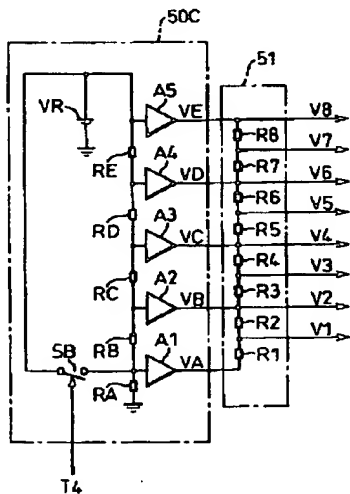 50C
51
A5
VE
V8
VR
R8
V7
RE
A4
R7
VD
V6
R6
V5
RD
A3
R5
VC
V4
R4
V3
RC
A2
R3
VB
V2
R2
V1
SB
RB
A1
R1
VA
RA
T4